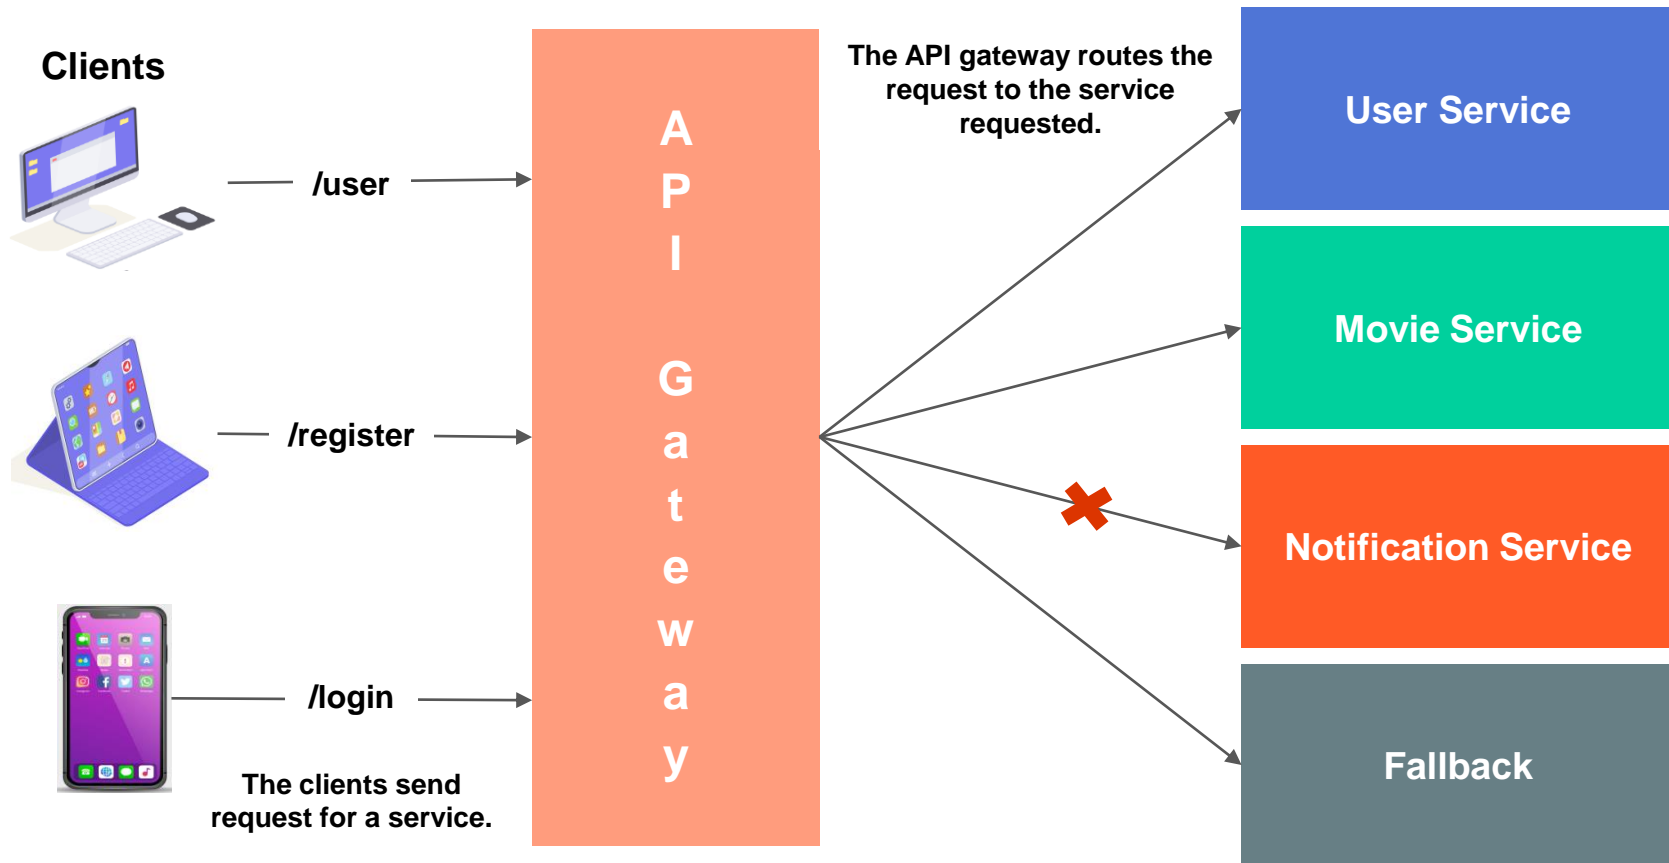 Clients
/user
/register
/login
The clients send
request for a service.
A
P
I
G
a
t
e
w
a
y
The API gateway routes the
request to the service
requested.
User Service
Movie Service
Notification Service
Fallback